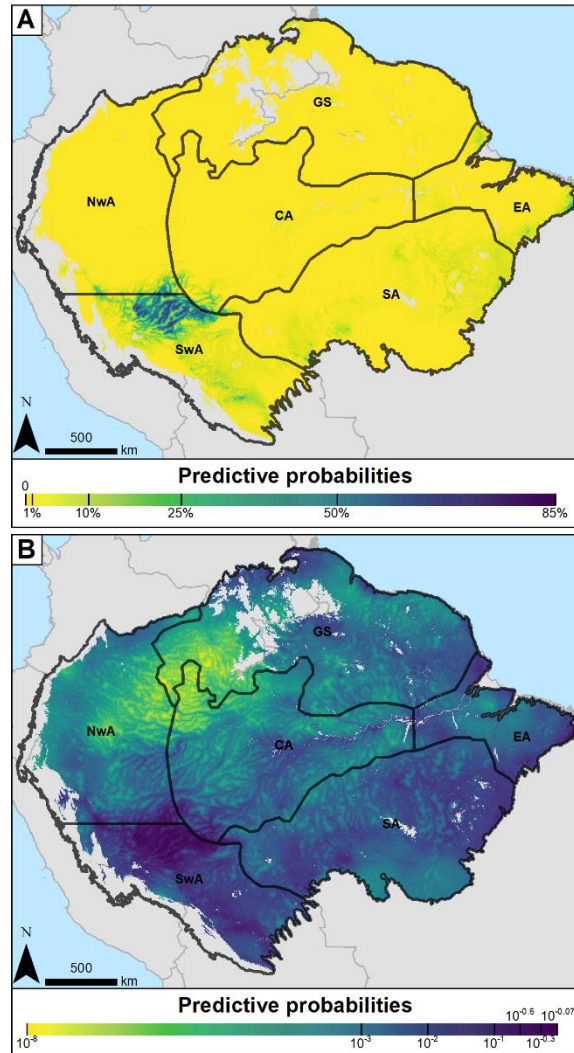 A
GS
NwA
CA
EA
SA
SwA
N
500
km
Predictive probabilities
0
1% 10% 25% 50% 85%
B
GS
NwA
CA
EA
SA
SwA
N
500
km
Predictive probabilities
10^-0.6 10^-0.07
10^-8 10^-3 10^-2 10^-1 10^-0.3